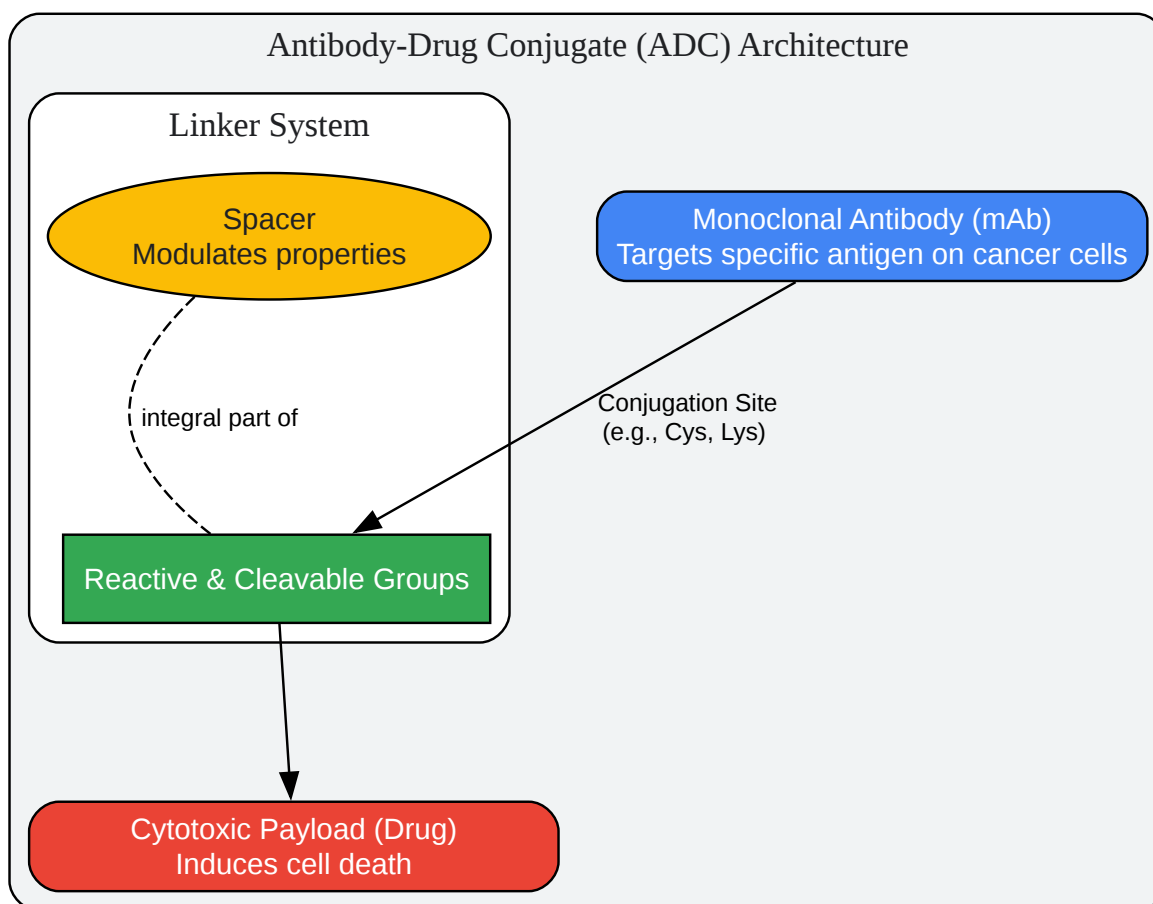 Antibody-Drug Conjugate (ADC) Architecture
Linker System
Spacer
Modulates properties
Monoclonal Antibody (mAb)
Targets specific antigen on cancer cells
integral part of
Conjugation Site
(e.g., Cys, Lys)
Reactive & Cleavable Groups
Cytotoxic Payload (Drug)
Induces cell death